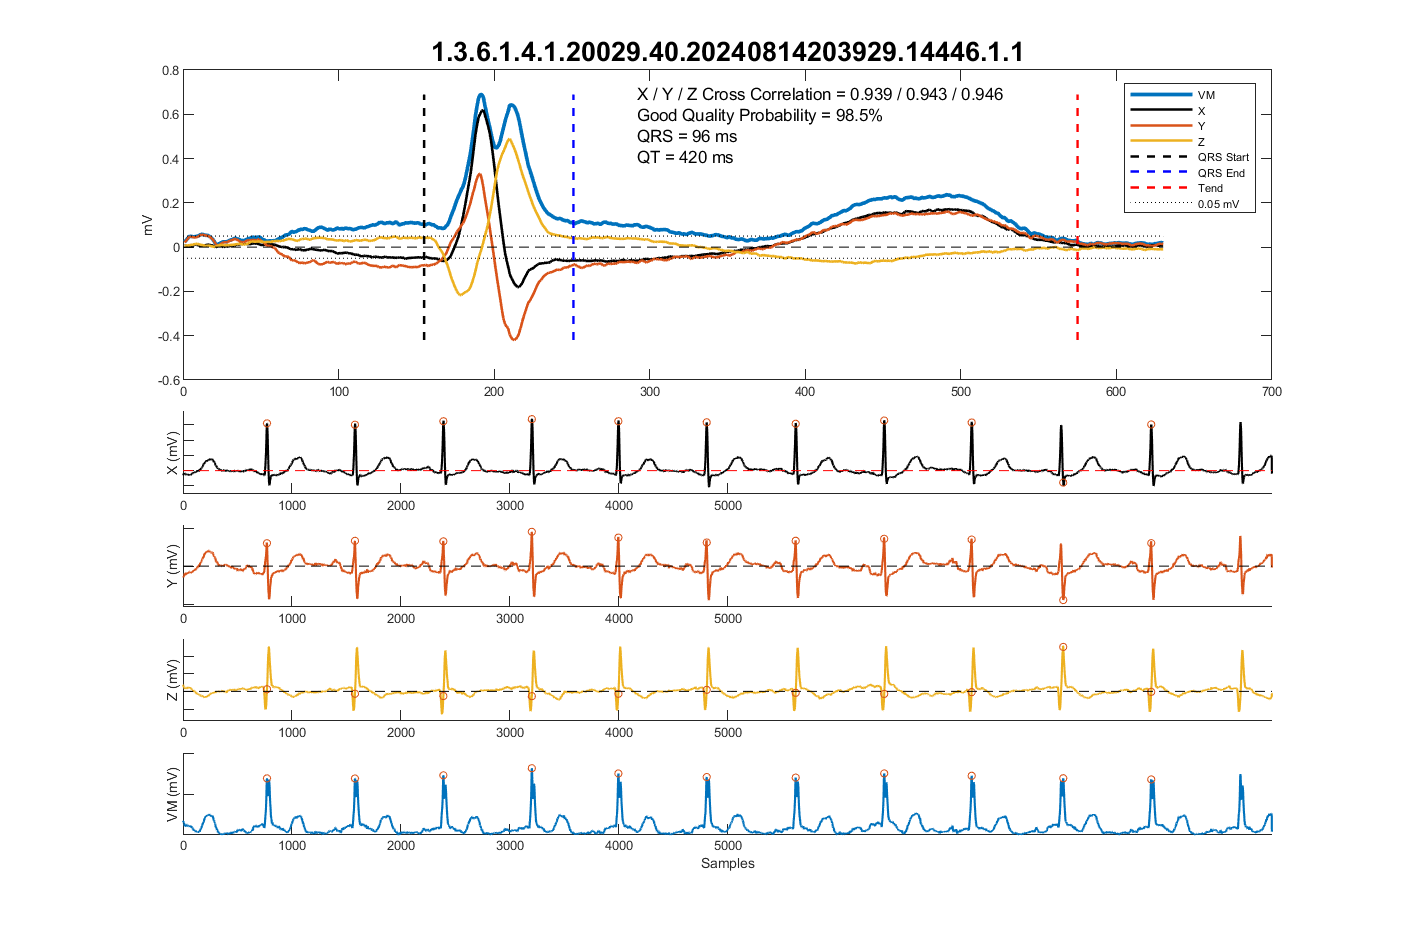 1.3.6.1.4.1.20029.40.20240814203929.14446.1.1
0.8
0.6
0.4
0.2
0
-0.2
-0.4
-0.6
mV
X / Y / Z Cross Correlation = 0.939 / 0.943 / 0.946
Good Quality Probability = 98.5%
QRS = 96 ms
QT = 420 ms
VM
X
Y
Z
QRS Start
QRS End
Tend
0.05 mV
0 100 200 300 400 500 600 700
X (mV)
0 1000 2000 3000 4000 5000
Y (mV)
0 1000 2000 3000 4000 5000
Z (mV)
0 1000 2000 3000 4000 5000
VM (mV)
0 1000 2000 3000 4000 5000
Samples